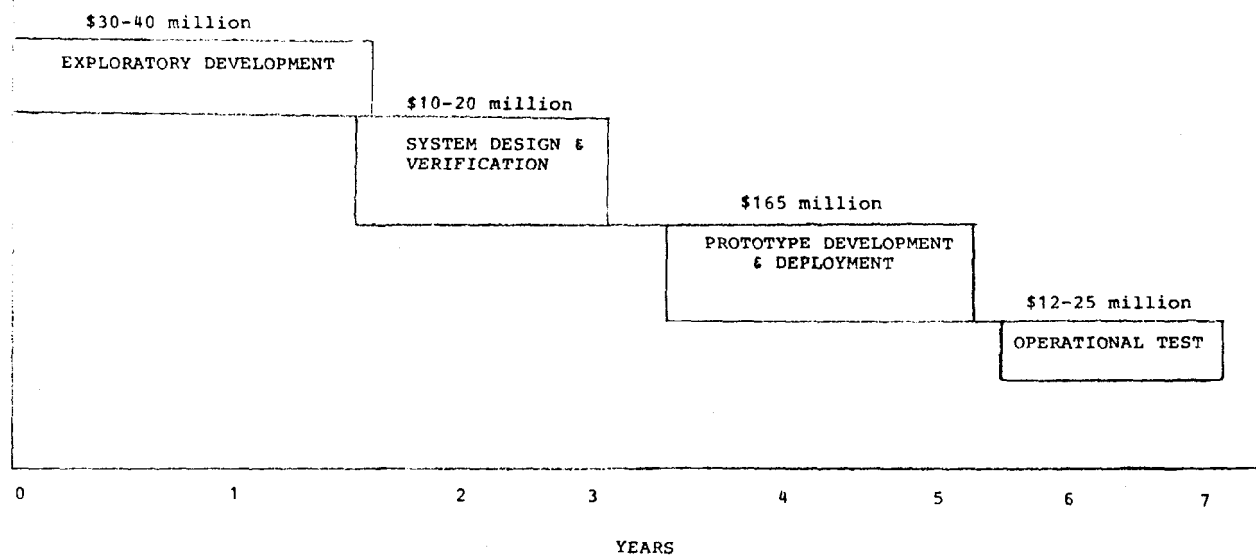 $30-40 million
EXPLORATORY DEVELOPMENT
$10-20 million
SYSTEM DESIGN &
VERIFICATION
$165 million
PROTOTYPE DEVELOPMENT
& DEPLOYMENT
$12-25 million
OPERATIONAL TEST
0 1 2 3 4 5 6 7
YEARS